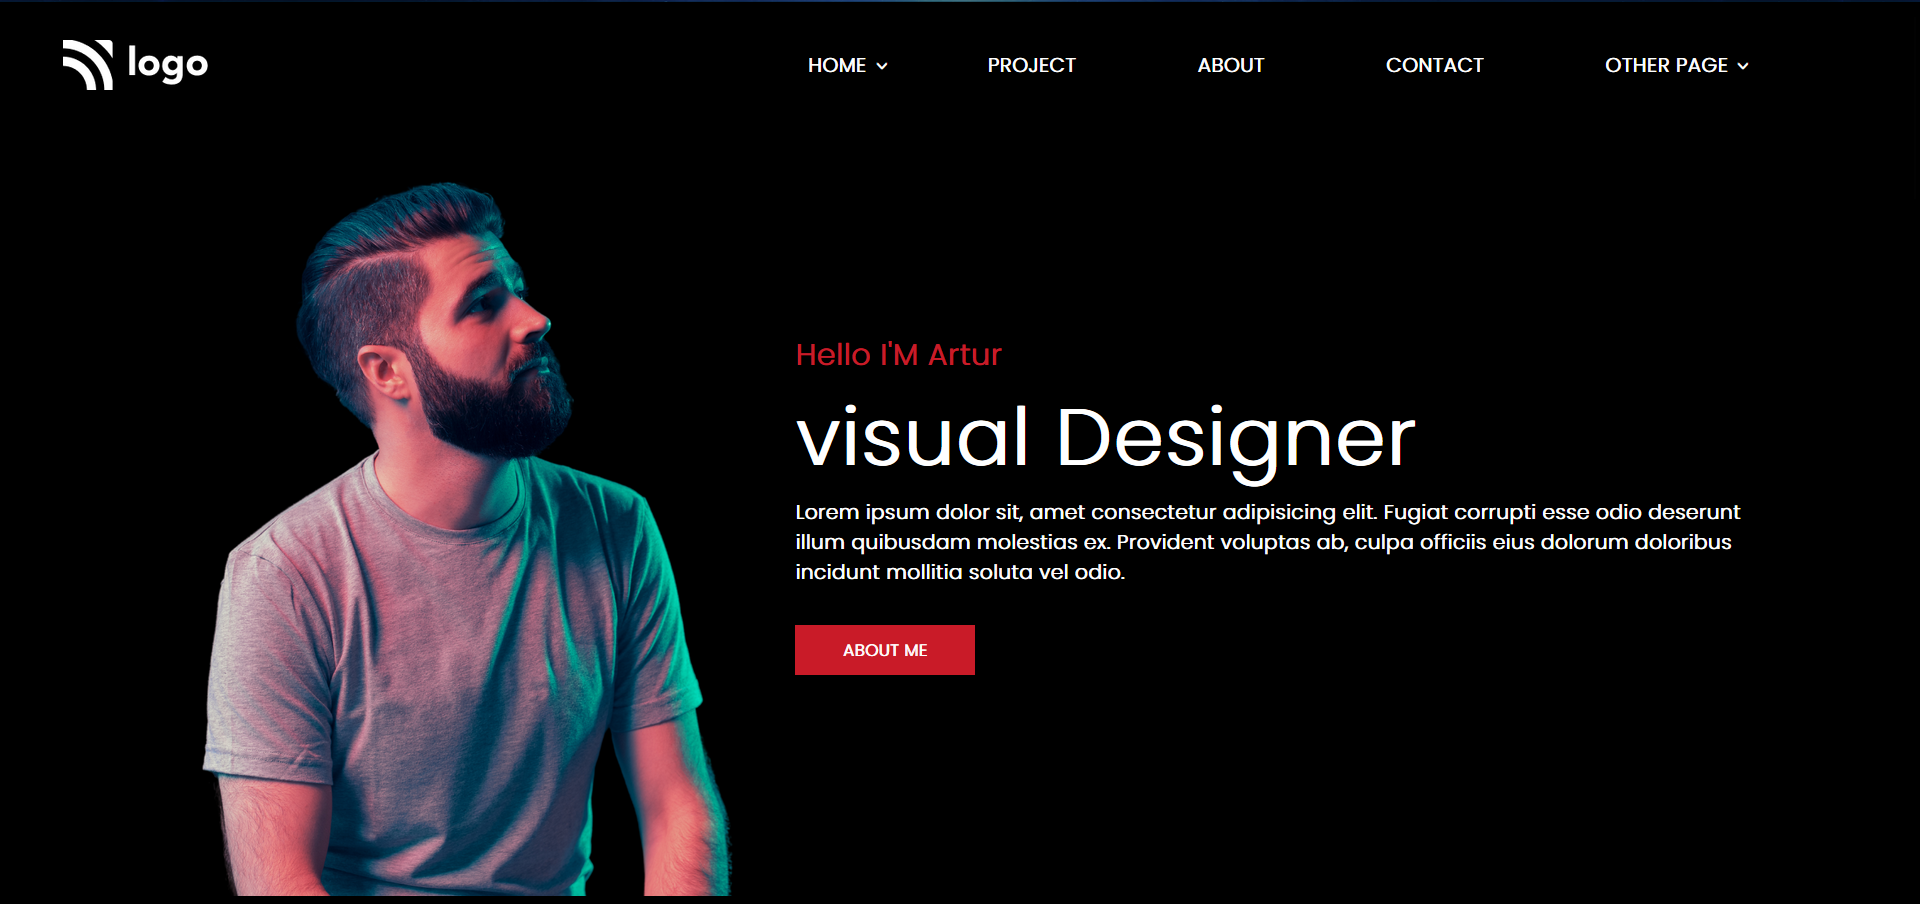 logo
HOME
PROJECT
ABOUT
CONTACT
OTHER PAGE
Hello I'M Artur
visual Designer
Lorem ipsum dolor sit, amet consectetur adipisicing elit. Fugiat corrupti esse odio deserunt
illum quibusdam molestias ex. Provident voluptas ab, culpa officiis eius dolorum doloribus
incidunt mollitia soluta vel odio.
ABOUT ME